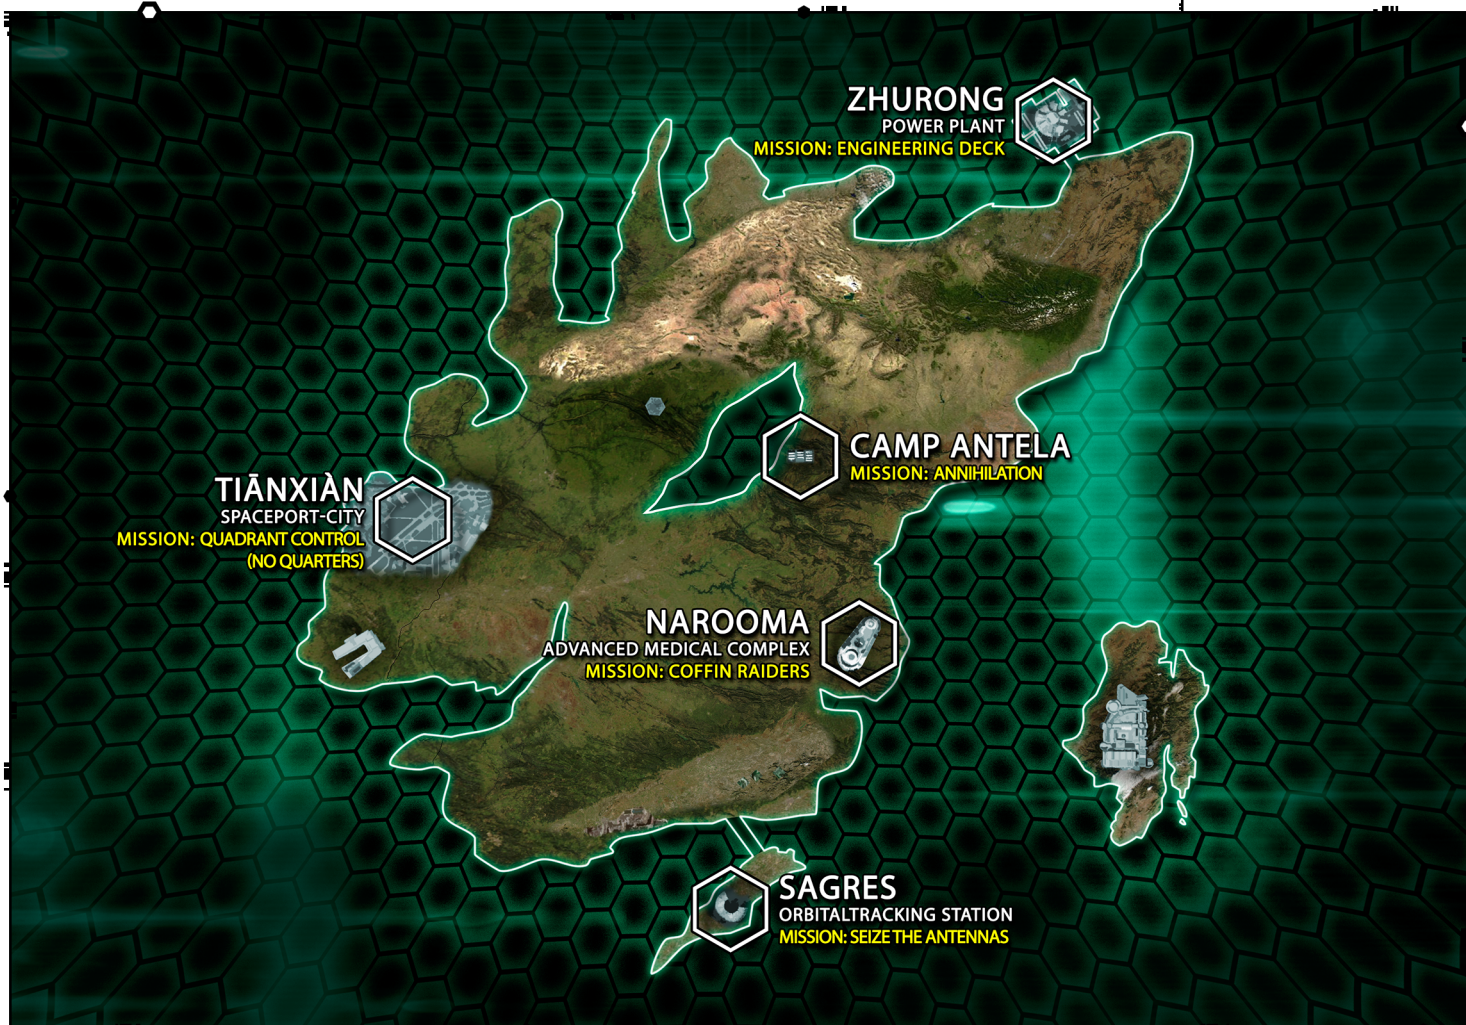 ZHURONG
POWER PLANT
MISSION: ENGINEERING DECK
CAMP ANTELA
MISSION: ANNIHILATION
TIĀNXIÀN
SPACEPORT-CITY
MISSION: QUADRANT CONTROL
(NO QUARTERS)
NAROOMA
ADVANCED MEDICAL COMPLEX
MISSION: COFFIN RAIDERS
SAGRES
ORBITALTRACKING STATION
MISSION: SEIZE THE ANTENNAS